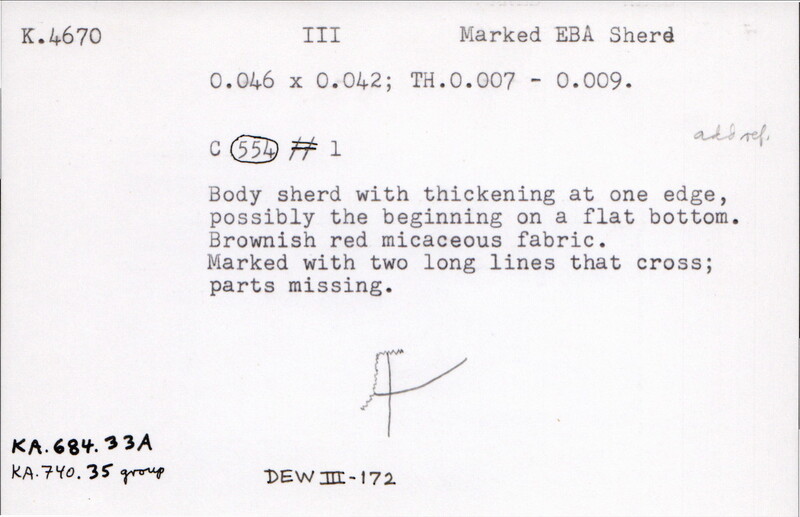 K.4670 III Marked EBA Sherd
0.046 x 0.042; TH.0.007 - 0.009.
add ref.
C 554 # 1
Body sherd with thickening at one edge,
possibly the beginning on a flat bottom.
Brownish red micaceous fabric.
Marked with two long lines that cross;
parts missing.
KA.684.33A
KA.740.35 group
DEW III-172